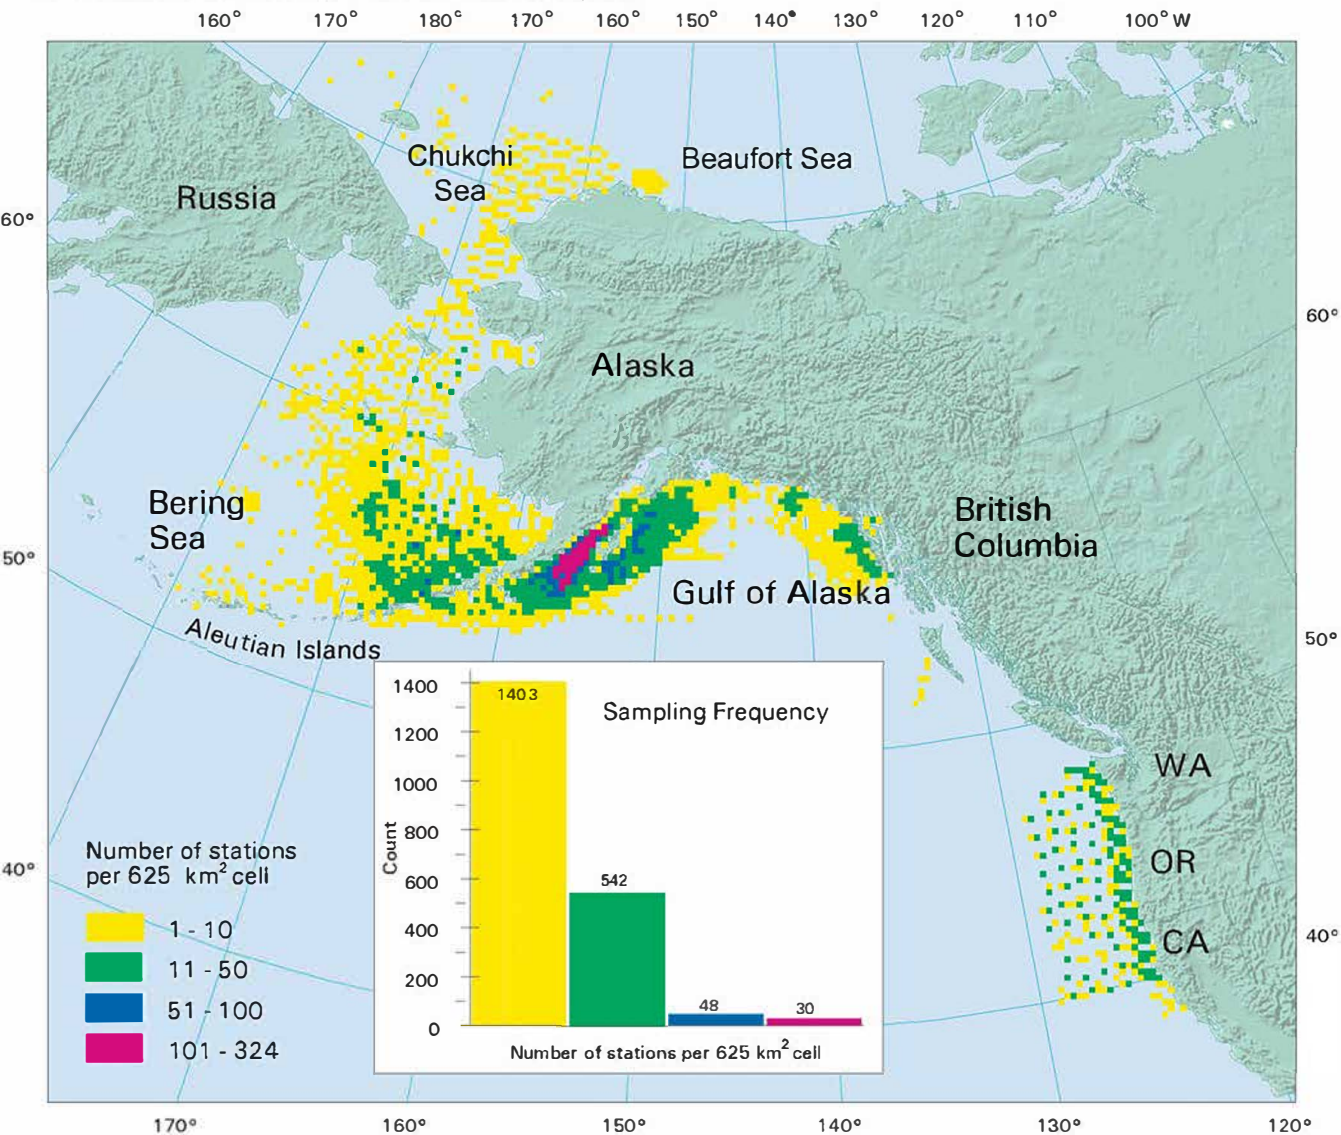 160° 170° 180° 170° 160° 150° 140° 130° 120° 110° 100° W
Chukchi
Sea
Beaufort Sea
Russia
60°
60°
Alaska
Bering
Sea
British
Columbia
50°
Gulf of Alaska
Aleutian Islands
50°
1400
1403
Sampling Frequency
1200
1000
800
600
400
200
0
Count
542
48
30
Number of stations per 625 km² cell
WA
OR
CA
Number of stations
per 625 km² cell
40°
40°
1 - 10
11 - 50
51 - 100
101 - 324
170° 160° 150° 140° 130° 120°